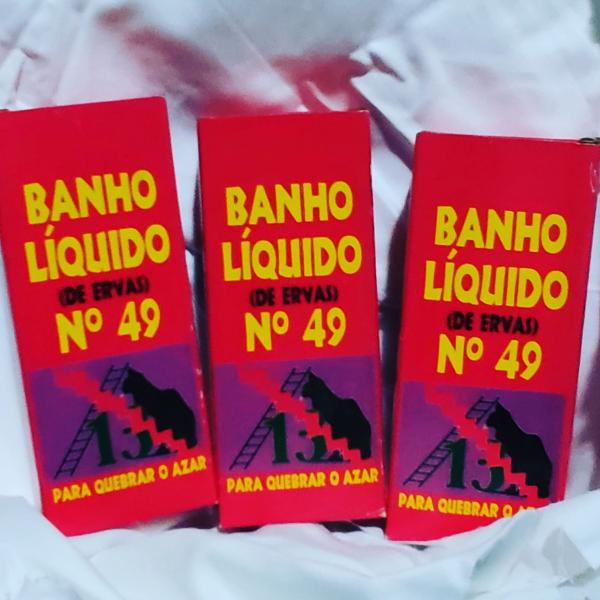 BANHO
LÍQUIDO
(DE ERVAS)
Nº 49
13
PARA QUEBRAR O AZAR
BANHO
LÍQUIDO
(DE ERVAS)
Nº 49
13
PARA QUEBRAR O AZAR
BANHO
LÍQUIDO
(DE ERVAS)
Nº 49
13
PARA QUEBRAR O